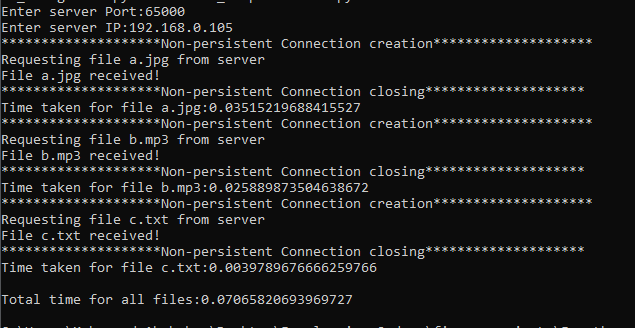 Enter server Port:65000
Enter server IP:192.168.0.105
********************Non-persistent Connection creation********************
Requesting file a.jpg from server
File a.jpg received!
********************Non-persistent Connection closing********************
Time taken for file a.jpg:0.03515219688415527
********************Non-persistent Connection creation********************
Requesting file b.mp3 from server
File b.mp3 received!
********************Non-persistent Connection closing********************
Time taken for file b.mp3:0.025889873504638672
********************Non-persistent Connection creation********************
Requesting file c.txt from server
File c.txt received!
********************Non-persistent Connection closing********************
Time taken for file c.txt:0.0039789676666259766
Total time for all files:0.07065820693969727